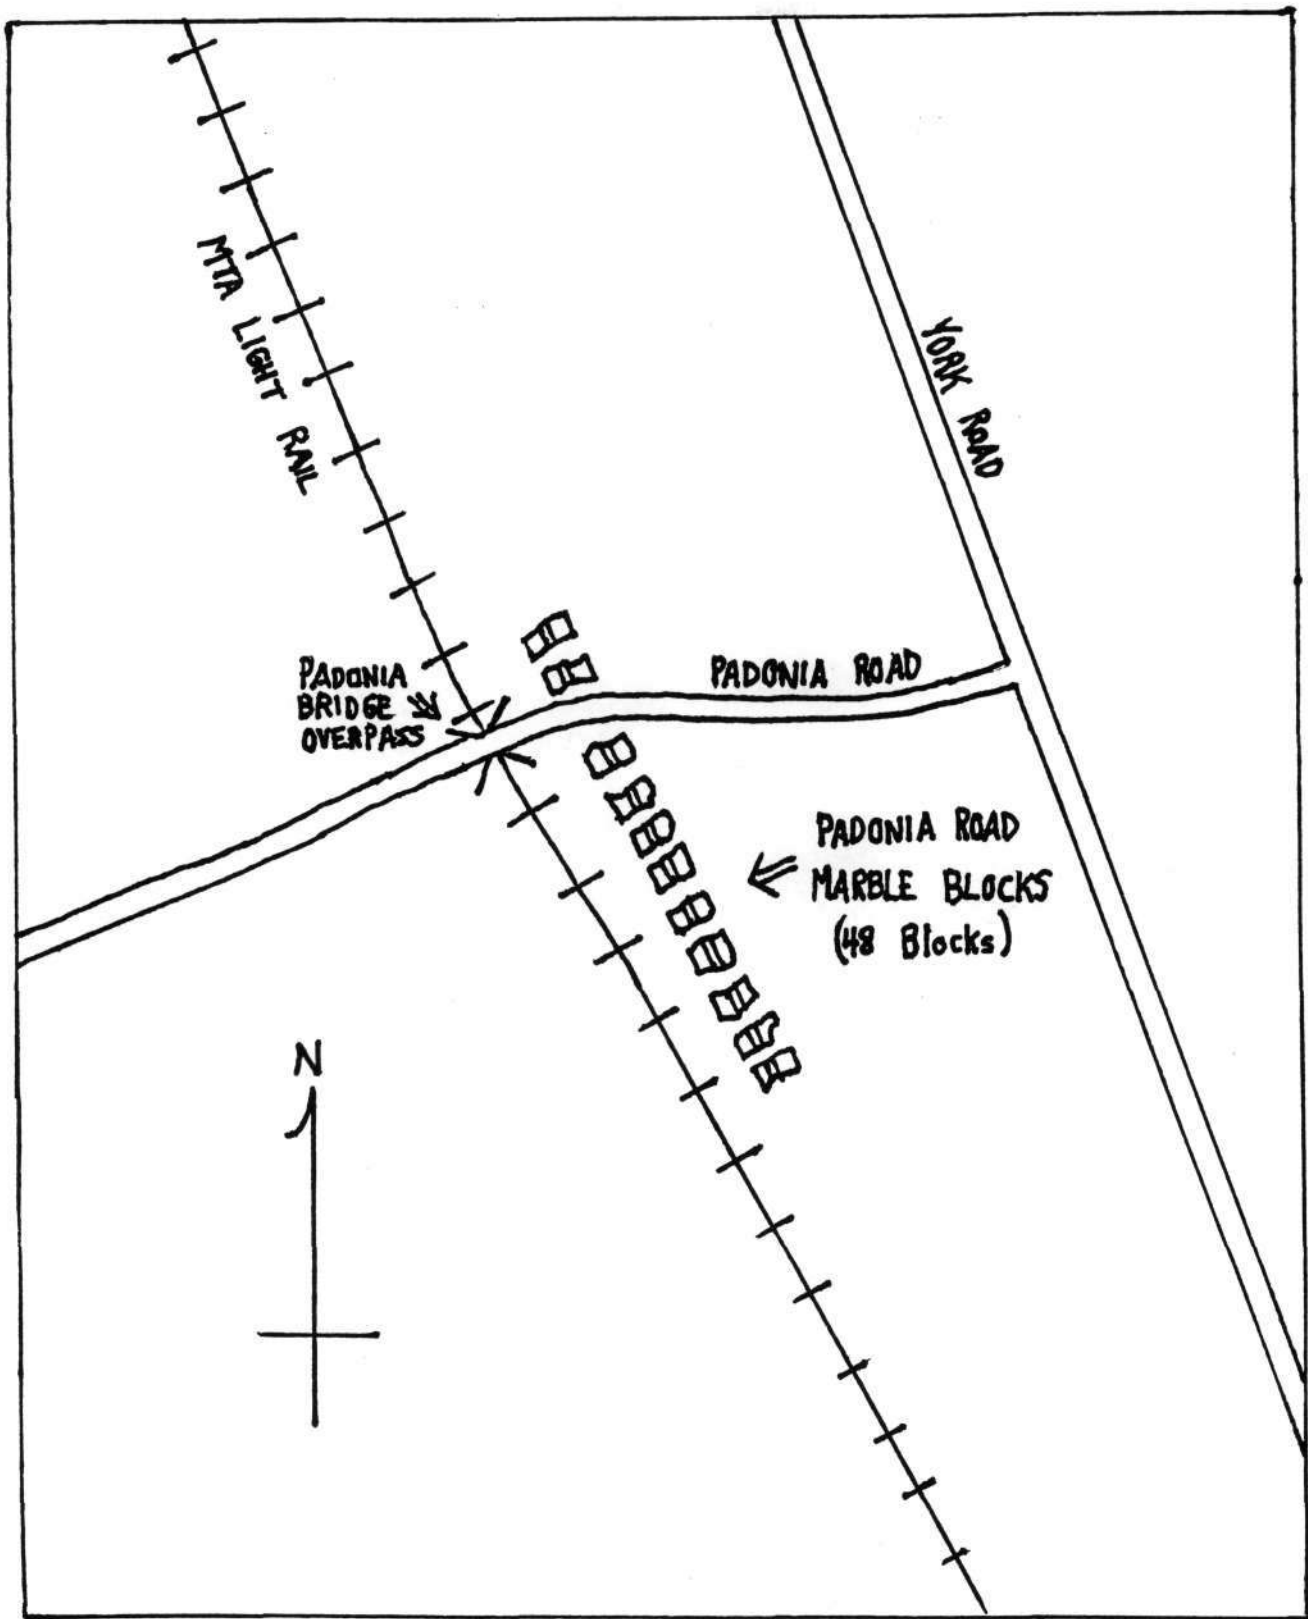 MTA LIGHT RAIL
YORK ROAD
PADONIA
BRIDGE
OVERPASS
PADONIA ROAD
PADONIA ROAD
MARBLE BLOCKS
(48 Blocks)
N